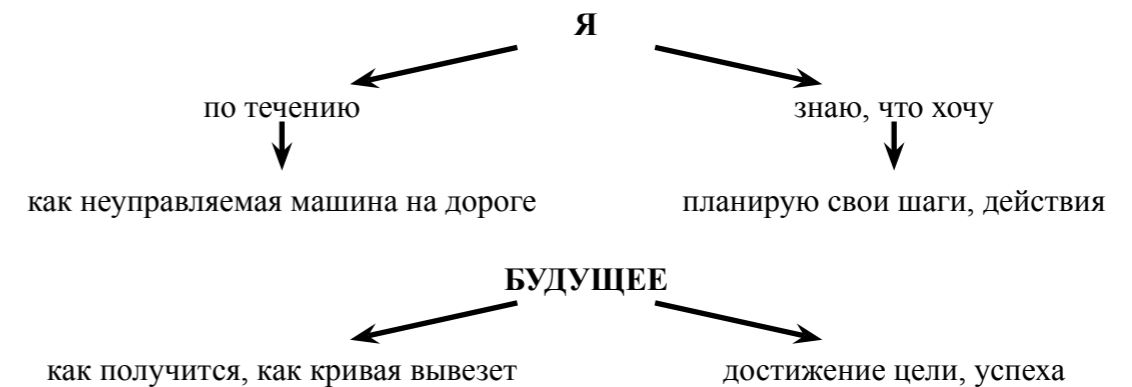 Я
по течению знаю, что хочу
как неуправляемая машина на дороге планирую свои шаги, действия
БУДУЩЕЕ
как получится, как кривая вывезет достижение цели, успеха